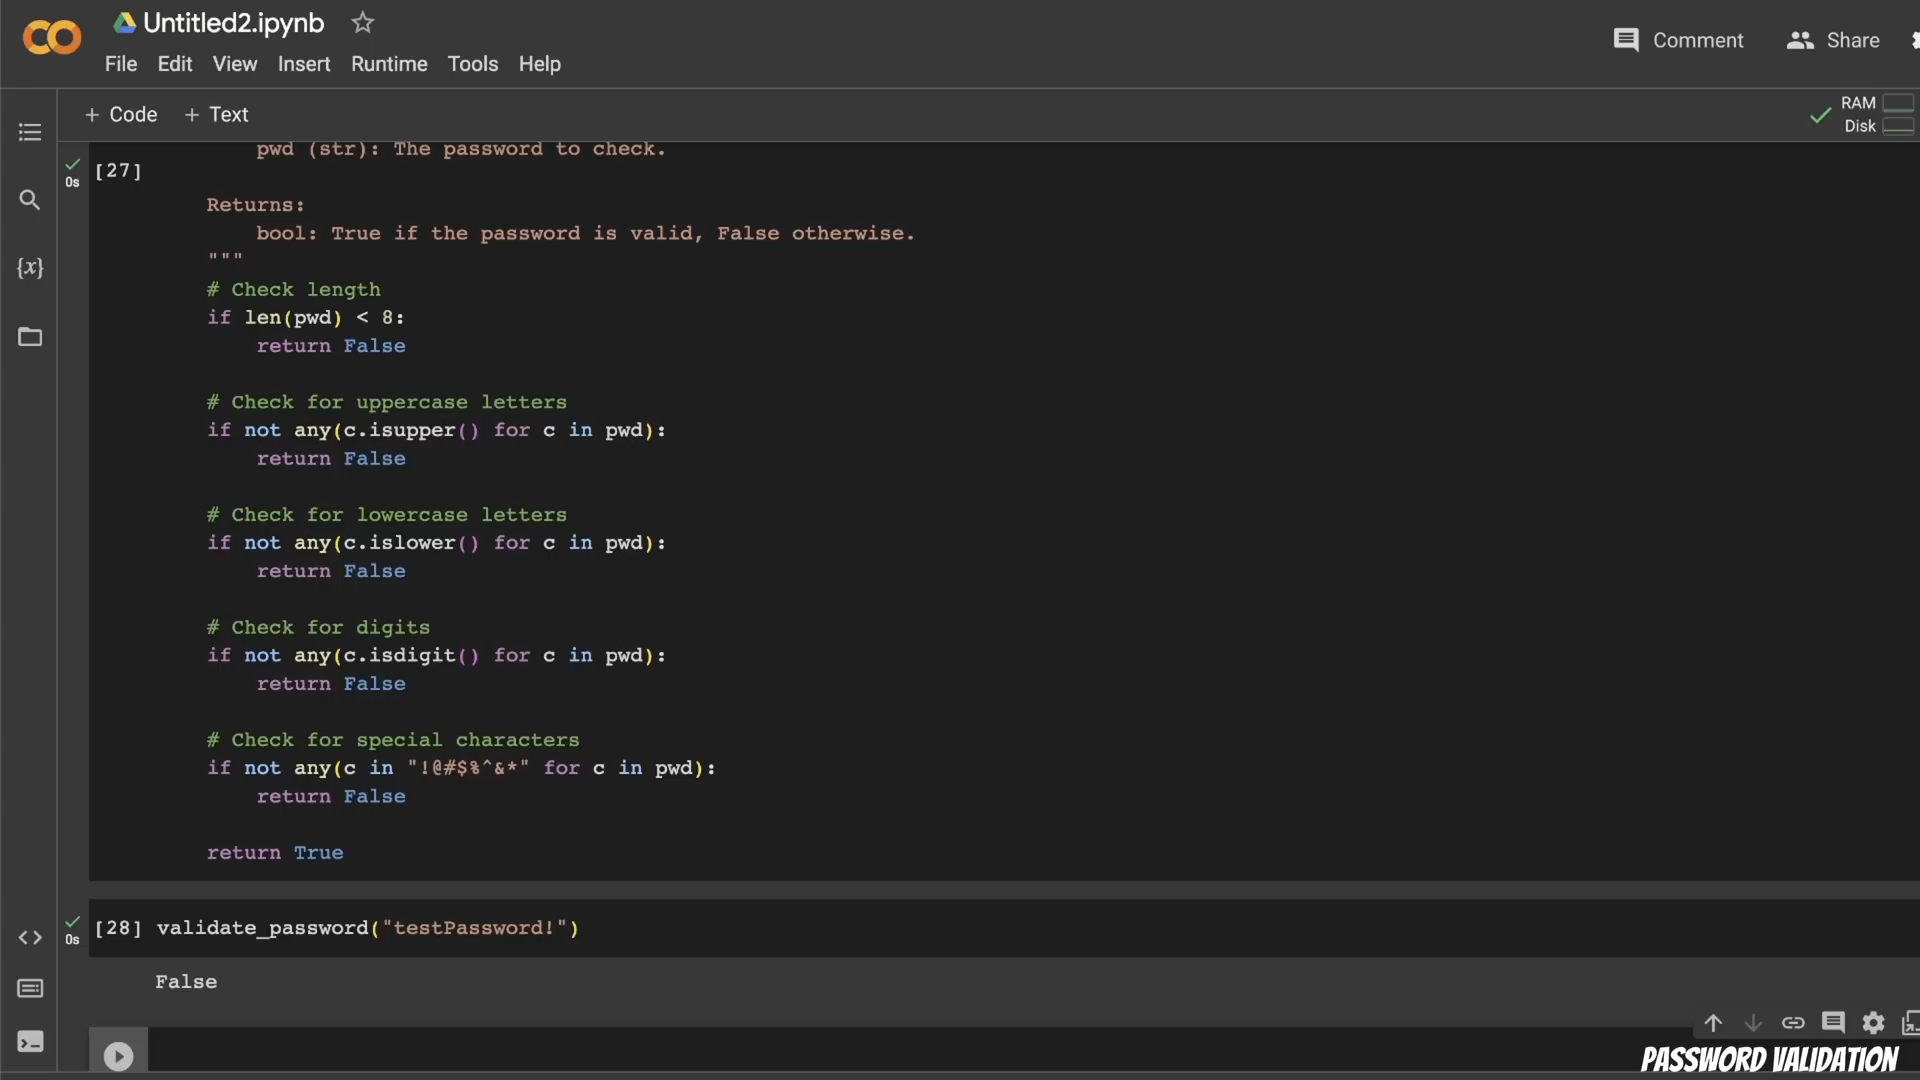 Untitled2.ipynb
File Edit View Insert Runtime Tools Help
Comment Share
+ Code + Text
RAM
Disk
pwd (str): The password to check.
0s [27]
Returns:
bool: True if the password is valid, False otherwise.
"""
# Check length
if len(pwd) < 8:
return False
# Check for uppercase letters
if not any(c.isupper() for c in pwd):
return False
# Check for lowercase letters
if not any(c.islower() for c in pwd):
return False
# Check for digits
if not any(c.isdigit() for c in pwd):
return False
# Check for special characters
if not any(c in "!@#$%^&*" for c in pwd):
return False
return True
0s [28] validate_password("testPassword!")
False
PASSWORD VALIDATION